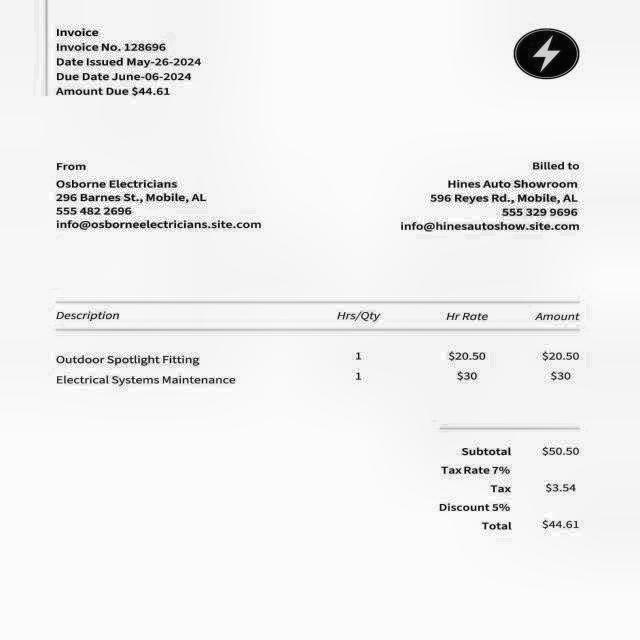 Invoice
Invoice No. 128696
Date Issued May-26-2024
Due Date June-06-2024
Amount Due $44.61
From
Osborne Electricians
296 Barnes St., Mobile, AL
555 482 2696
info@osborneelectricians.site.com
Billed to
Hines Auto Showroom
596 Reyes Rd., Mobile, AL
555 329 9696
info@hinesautoshow.site.com
Description Hrs/Qty Hr Rate Amount
Outdoor Spotlight Fitting 1 $20.50 $20.50
Electrical Systems Maintenance 1 $30 $30
Subtotal $50.50
Tax Rate 7%
Tax $3.54
Discount 5%
Total $44.61